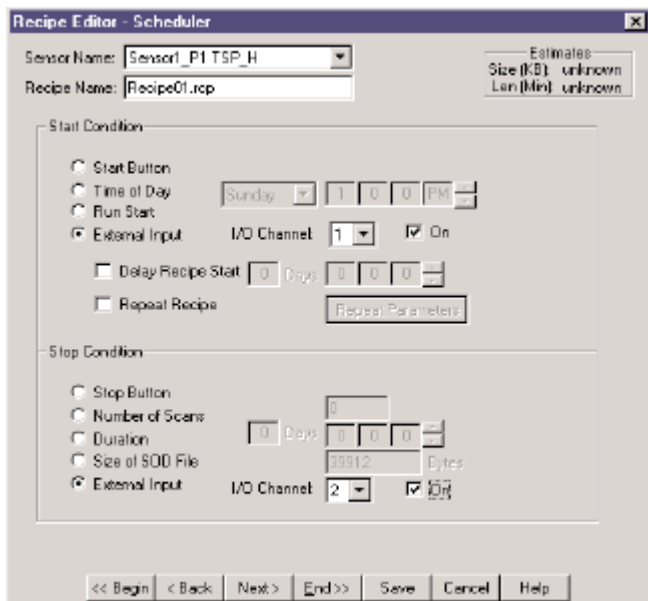 Recipe Editor - Scheduler
Sensor Name: Sensor1_P1 TSP_H
Recipe Name: Recipe01.rcp
Estimates
Size (KB): unknown
Len (Min): unknown
Start Condition
Start Button
Time of Day Sunday 1 0 0 PM
Run Start
External Input I/O Channel: 1 On
Delay Recipe Start 0 Days 0 0 0
Repeat Recipe Repeat Parameters
Stop Condition
Stop Button
Number of Scans 0
Duration 0 Days 0 0 0
Size of SOD File 39912 Bytes
External Input I/O Channel: 2 On
<< Begin < Back Next > End >> Save Cancel Help